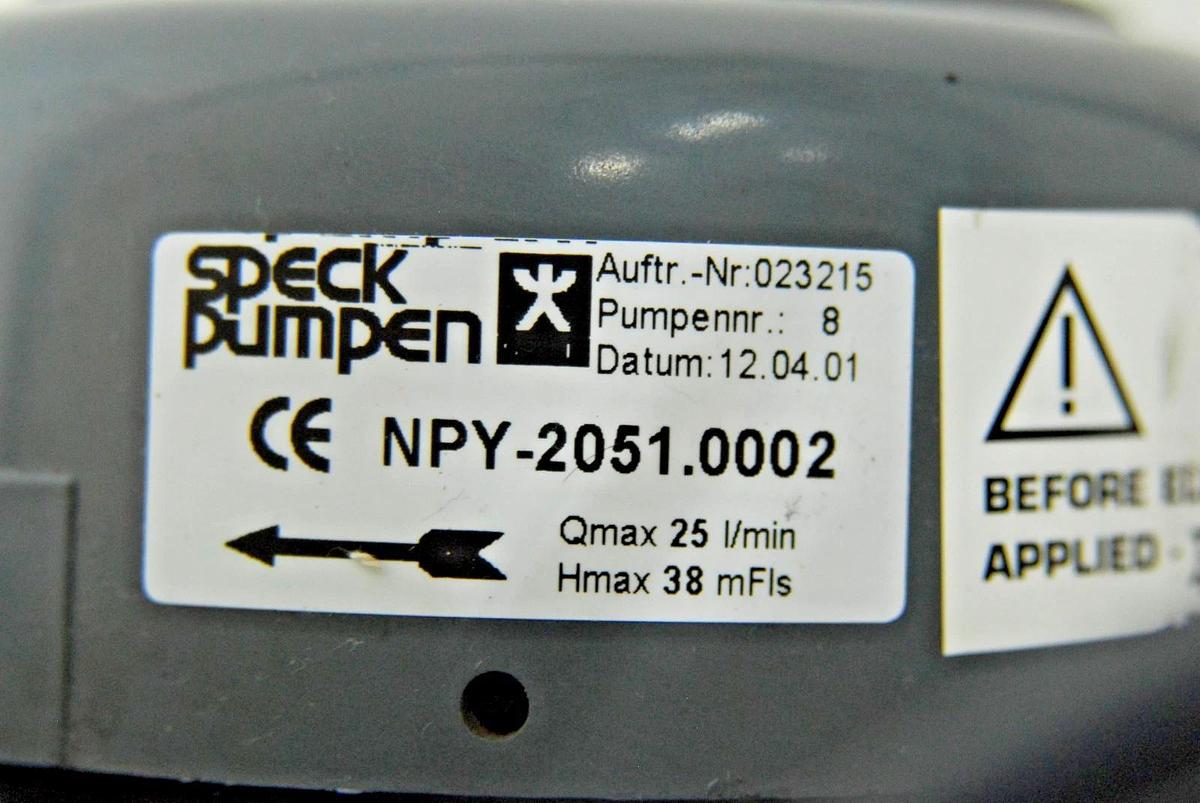 speck
pumpen
Auftr.-Nr:023215
Pumpennr.: 8
Datum:12.04.01
CE NPY-2051.0002
Qmax 25 l/min
Hmax 38 mFls
BEFORE
APPLIED -